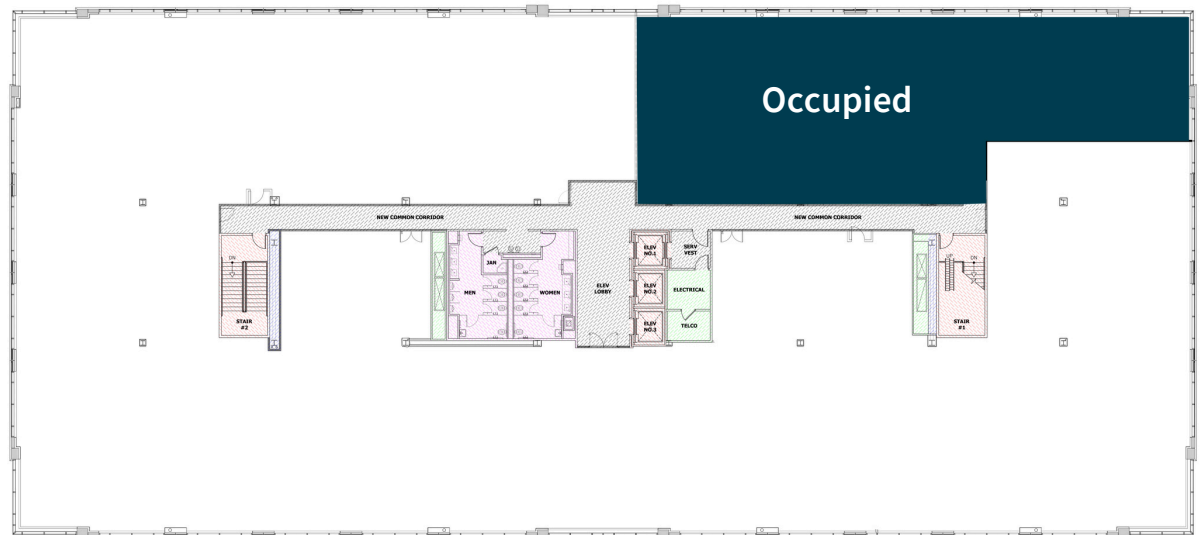 Occupied
NEW COMMON CORRIDOR
NEW COMMON CORRIDOR
DN
STAIR
#2
JAN
MEN
WOMEN
ELEV
LOBBY
ELEV
NO.1
ELEV
NO.2
ELEV
NO.3
SERV
VEST
ELECTRICAL
TELCO
UP
DN
STAIR
#1